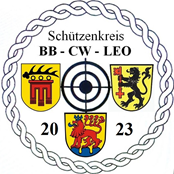 Schützenkreis
BB - CW - LEO
20 23